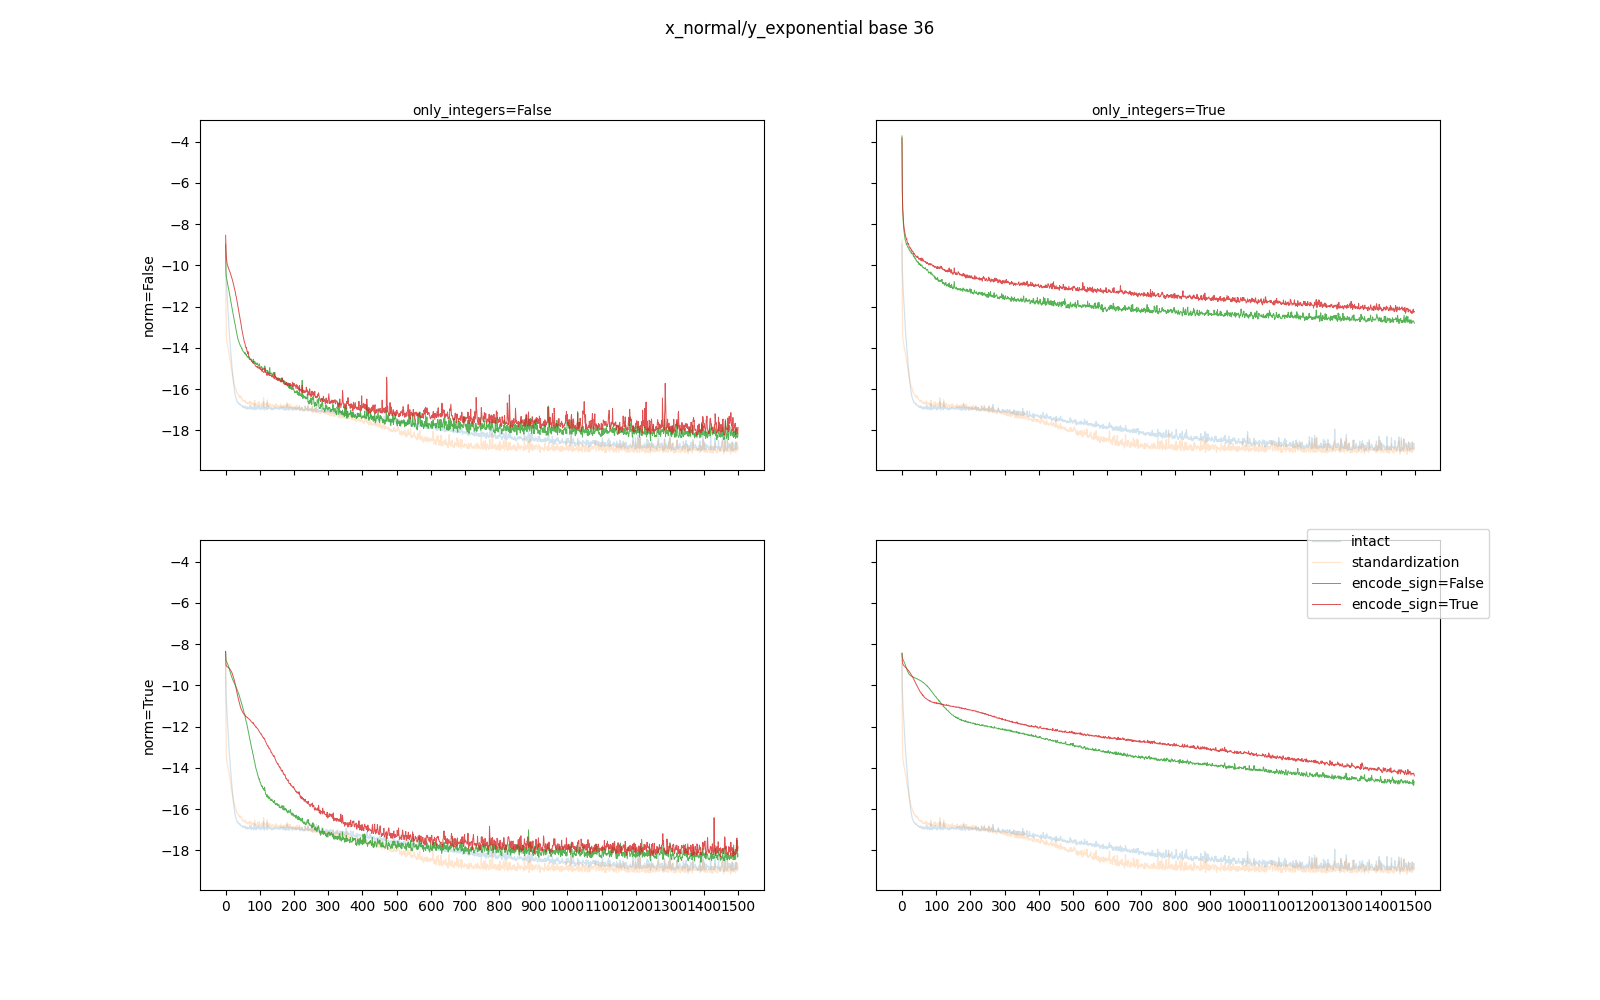 x_normal/y_exponential base 36
only_integers=False
only_integers=True
norm=False
−4
−6
−8
−10
−12
−14
−16
−18
norm=True
−4
−6
−8
−10
−12
−14
−16
−18
0 100 200 300 400 500 600 700 800 900 1000 1100 1200 1300 1400 1500
intact
standardization
encode_sign=False
encode_sign=True
0 100 200 300 400 500 600 700 800 900 1000 1100 1200 1300 1400 1500